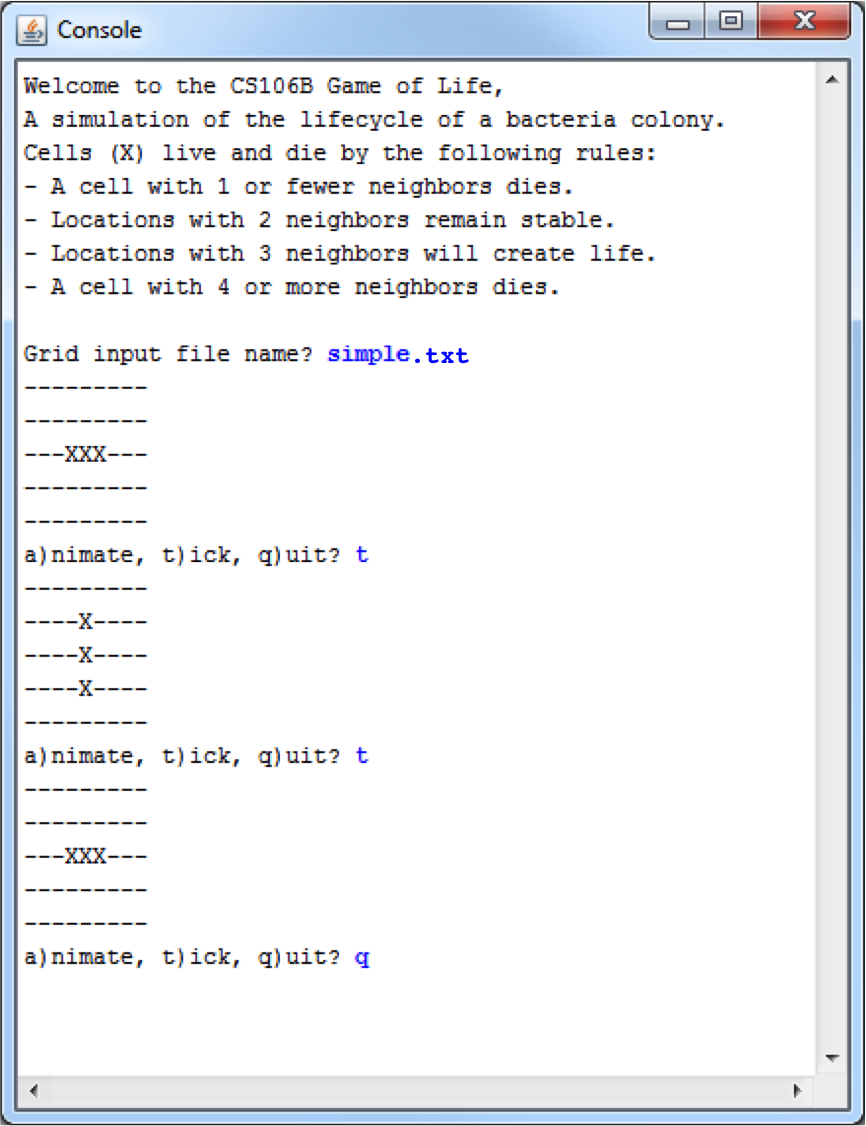 Console
Welcome to the CS106B Game of Life,
A simulation of the lifecycle of a bacteria colony.
Cells (X) live and die by the following rules:
- A cell with 1 or fewer neighbors dies.
- Locations with 2 neighbors remain stable.
- Locations with 3 neighbors will create life.
- A cell with 4 or more neighbors dies.
Grid input file name? simple.txt
---------
---------
---XXX---
---------
---------
a)nimate, t)ick, q)uit? t
---------
----X----
----X----
----X----
---------
a)nimate, t)ick, q)uit? t
---------
---------
---XXX---
---------
---------
a)nimate, t)ick, q)uit? q